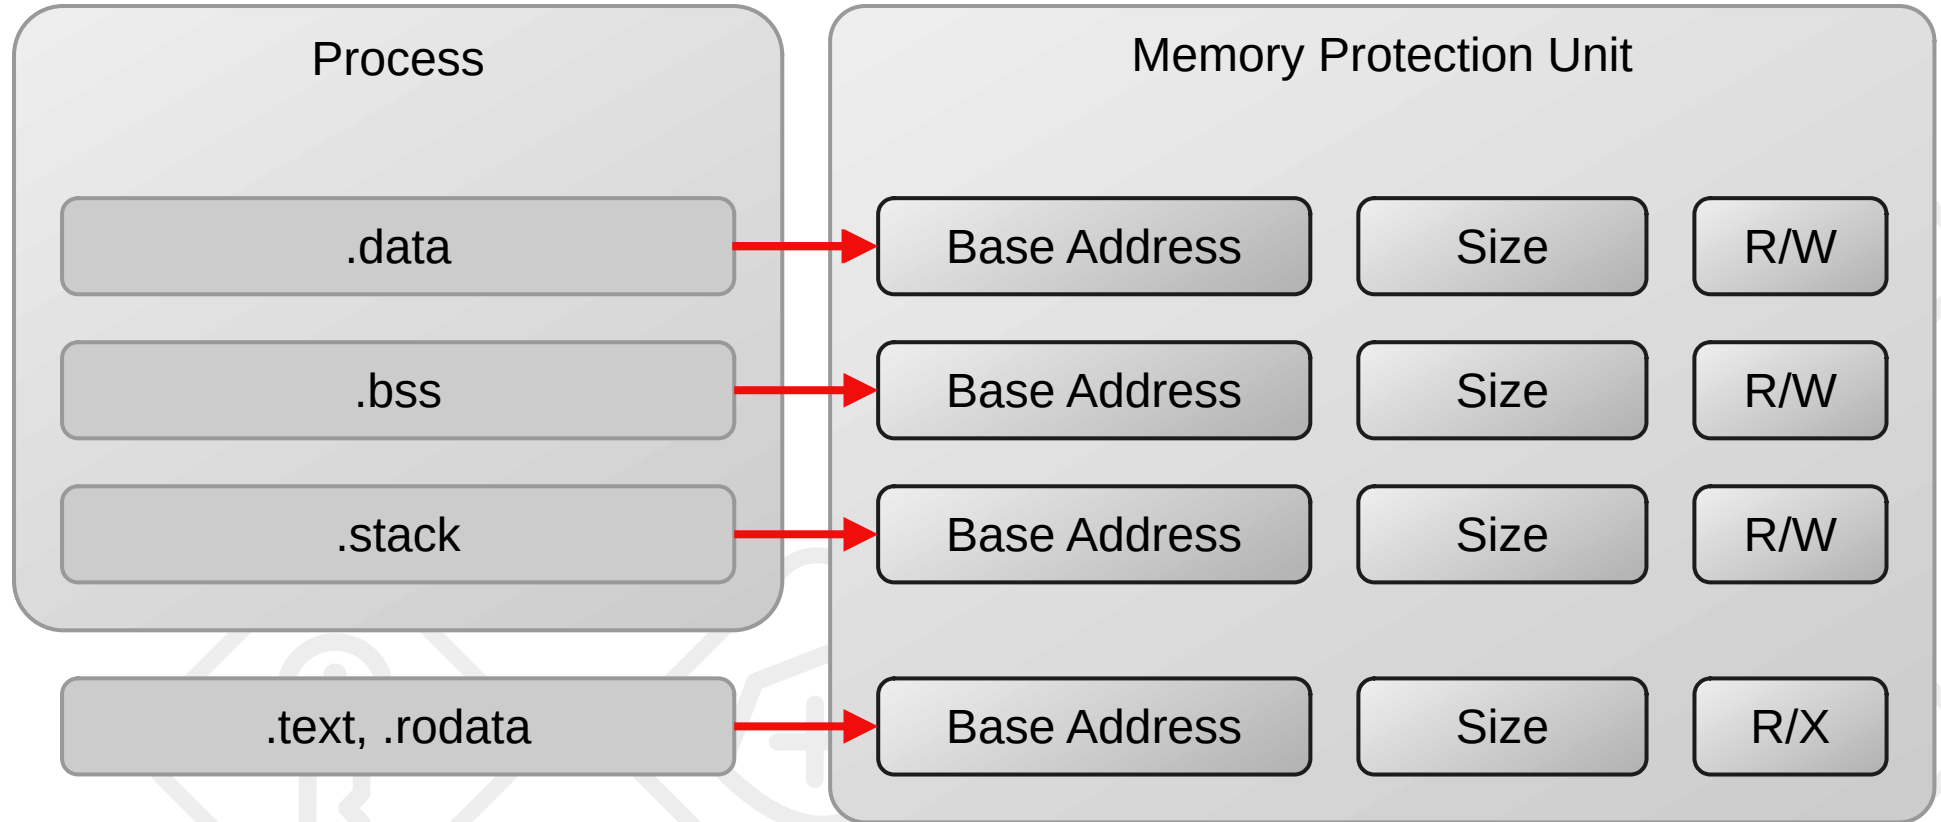 Process
Memory Protection Unit
.data
Base Address
Size
R/W
.bss
Base Address
Size
R/W
.stack
Base Address
Size
R/W
.text, .rodata
Base Address
Size
R/X